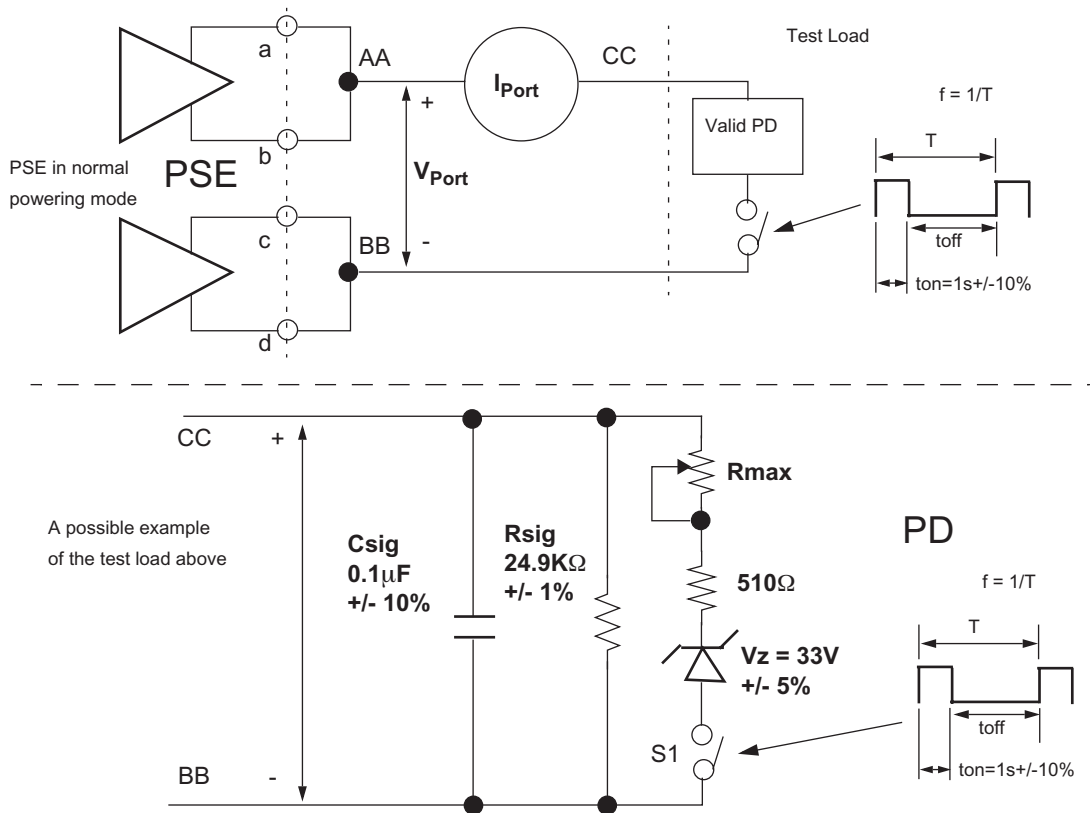 a
AA
CC
Test Load
I_Port
f = 1/T
+
Valid PD
T
b
PSE in normal
powering mode
PSE
V_Port
c
BB
-
toff
ton=1s+/-10%
d
CC
+
Rmax
A possible example
of the test load above
Csig
0.1μF
+/- 10%
Rsig
24.9KΩ
+/- 1%
PD
510Ω
f = 1/T
T
Vz = 33V
+/- 5%
toff
S1
BB
-
ton=1s+/-10%